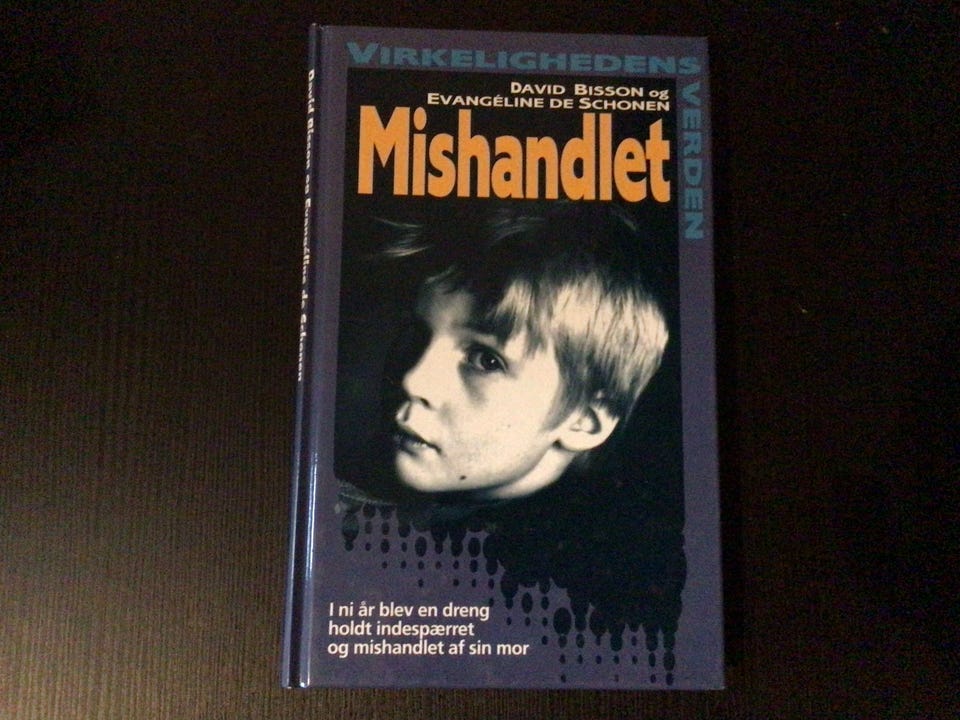 VIRKELIGHEDENS
VERDEN
DAVID BISSON og
EVANGÉLINE DE SCHONEN
Mishandlet
I ni år blev en dreng
holdt indespærret
og mishandlet af sin mor
David Bisson og Evangéline de Schonen